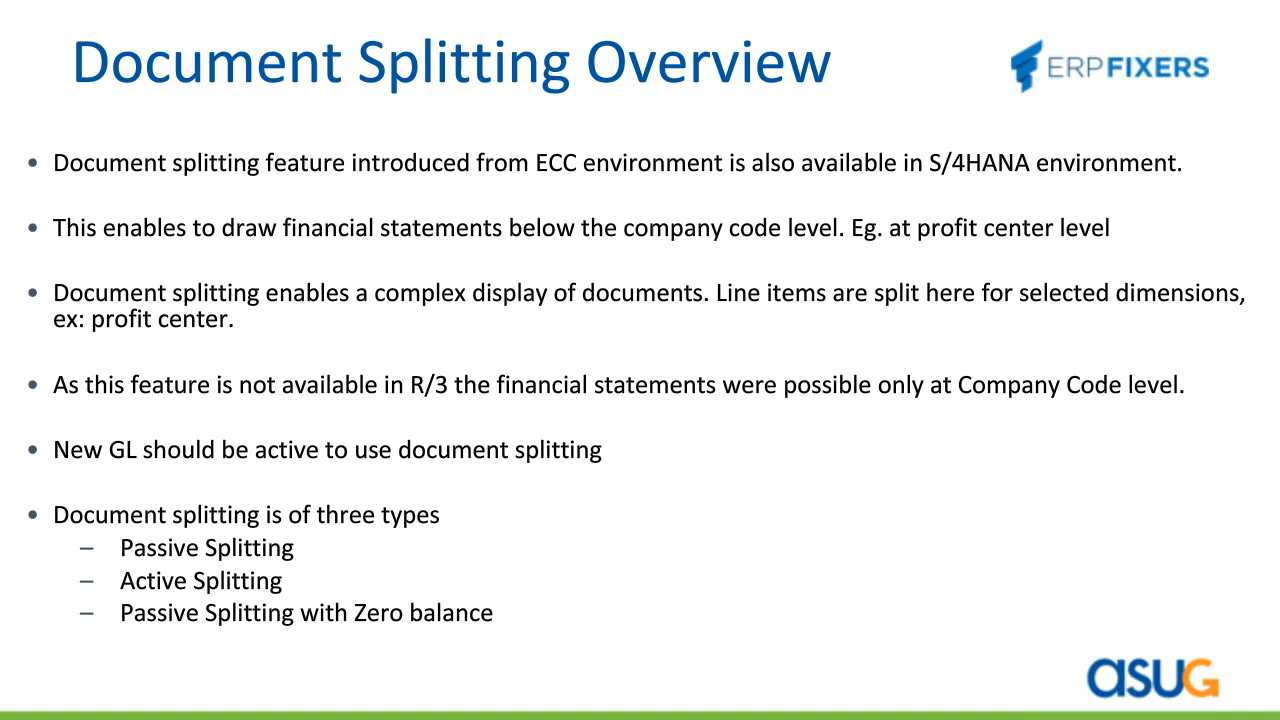 Document Splitting Overview
ERPFIXERS
• Document splitting feature introduced from ECC environment is also available in S/4HANA environment.
• This enables to draw financial statements below the company code level. Eg. at profit center level
• Document splitting enables a complex display of documents. Line items are split here for selected dimensions,
ex: profit center.
• As this feature is not available in R/3 the financial statements were possible only at Company Code level.
• New GL should be active to use document splitting
• Document splitting is of three types
– Passive Splitting
– Active Splitting
– Passive Splitting with Zero balance
asuG